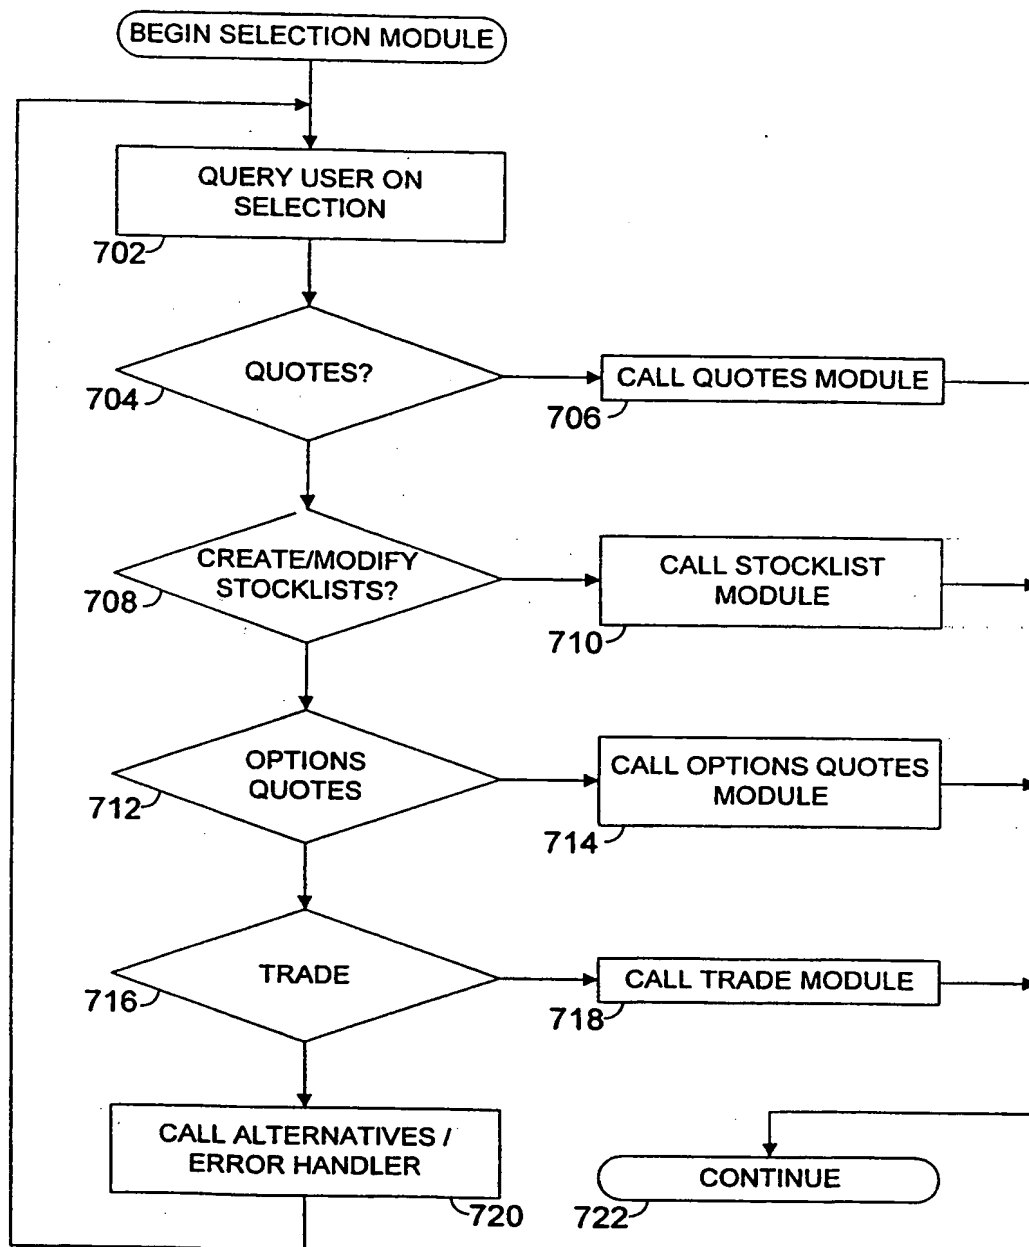 BEGIN SELECTION MODULE
QUERY USER ON
SELECTION
702
QUOTES?
704
CALL QUOTES MODULE
706
CREATE/MODIFY
STOCKLISTS?
708
CALL STOCKLIST
MODULE
710
OPTIONS
QUOTES
712
CALL OPTIONS QUOTES
MODULE
714
TRADE
716
CALL TRADE MODULE
718
CALL ALTERNATIVES /
ERROR HANDLER
720
CONTINUE
722